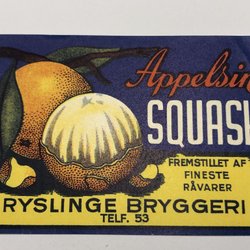 Appelsin
SQUASH
FREMSTILLET AF
FINESTE
RÅVARER
RYSLINGE BRYGGERI
TELF. 53